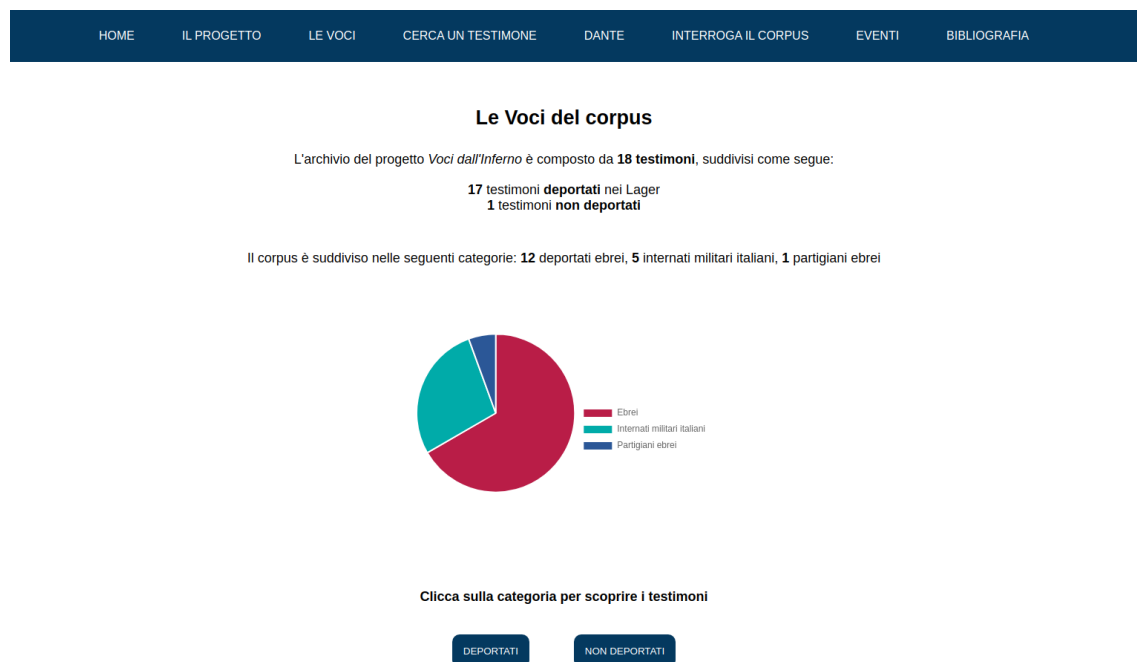 HOME IL PROGETTO LE VOCI CERCA UN TESTIMONE DANTE INTERROGA IL CORPUS EVENTI BIBLIOGRAFIA
Le Voci del corpus
L'archivio del progetto Voci dall'Inferno è composto da 18 testimoni, suddivisi come segue:
17 testimoni deportati nei Lager
1 testimoni non deportati
Il corpus è suddiviso nelle seguenti categorie: 12 deportati ebrei, 5 internati militari italiani, 1 partigiani ebrei
Ebrei
Internati militari italiani
Partigiani ebrei
Clicca sulla categoria per scoprire i testimoni
DEPORTATI NON DEPORTATI